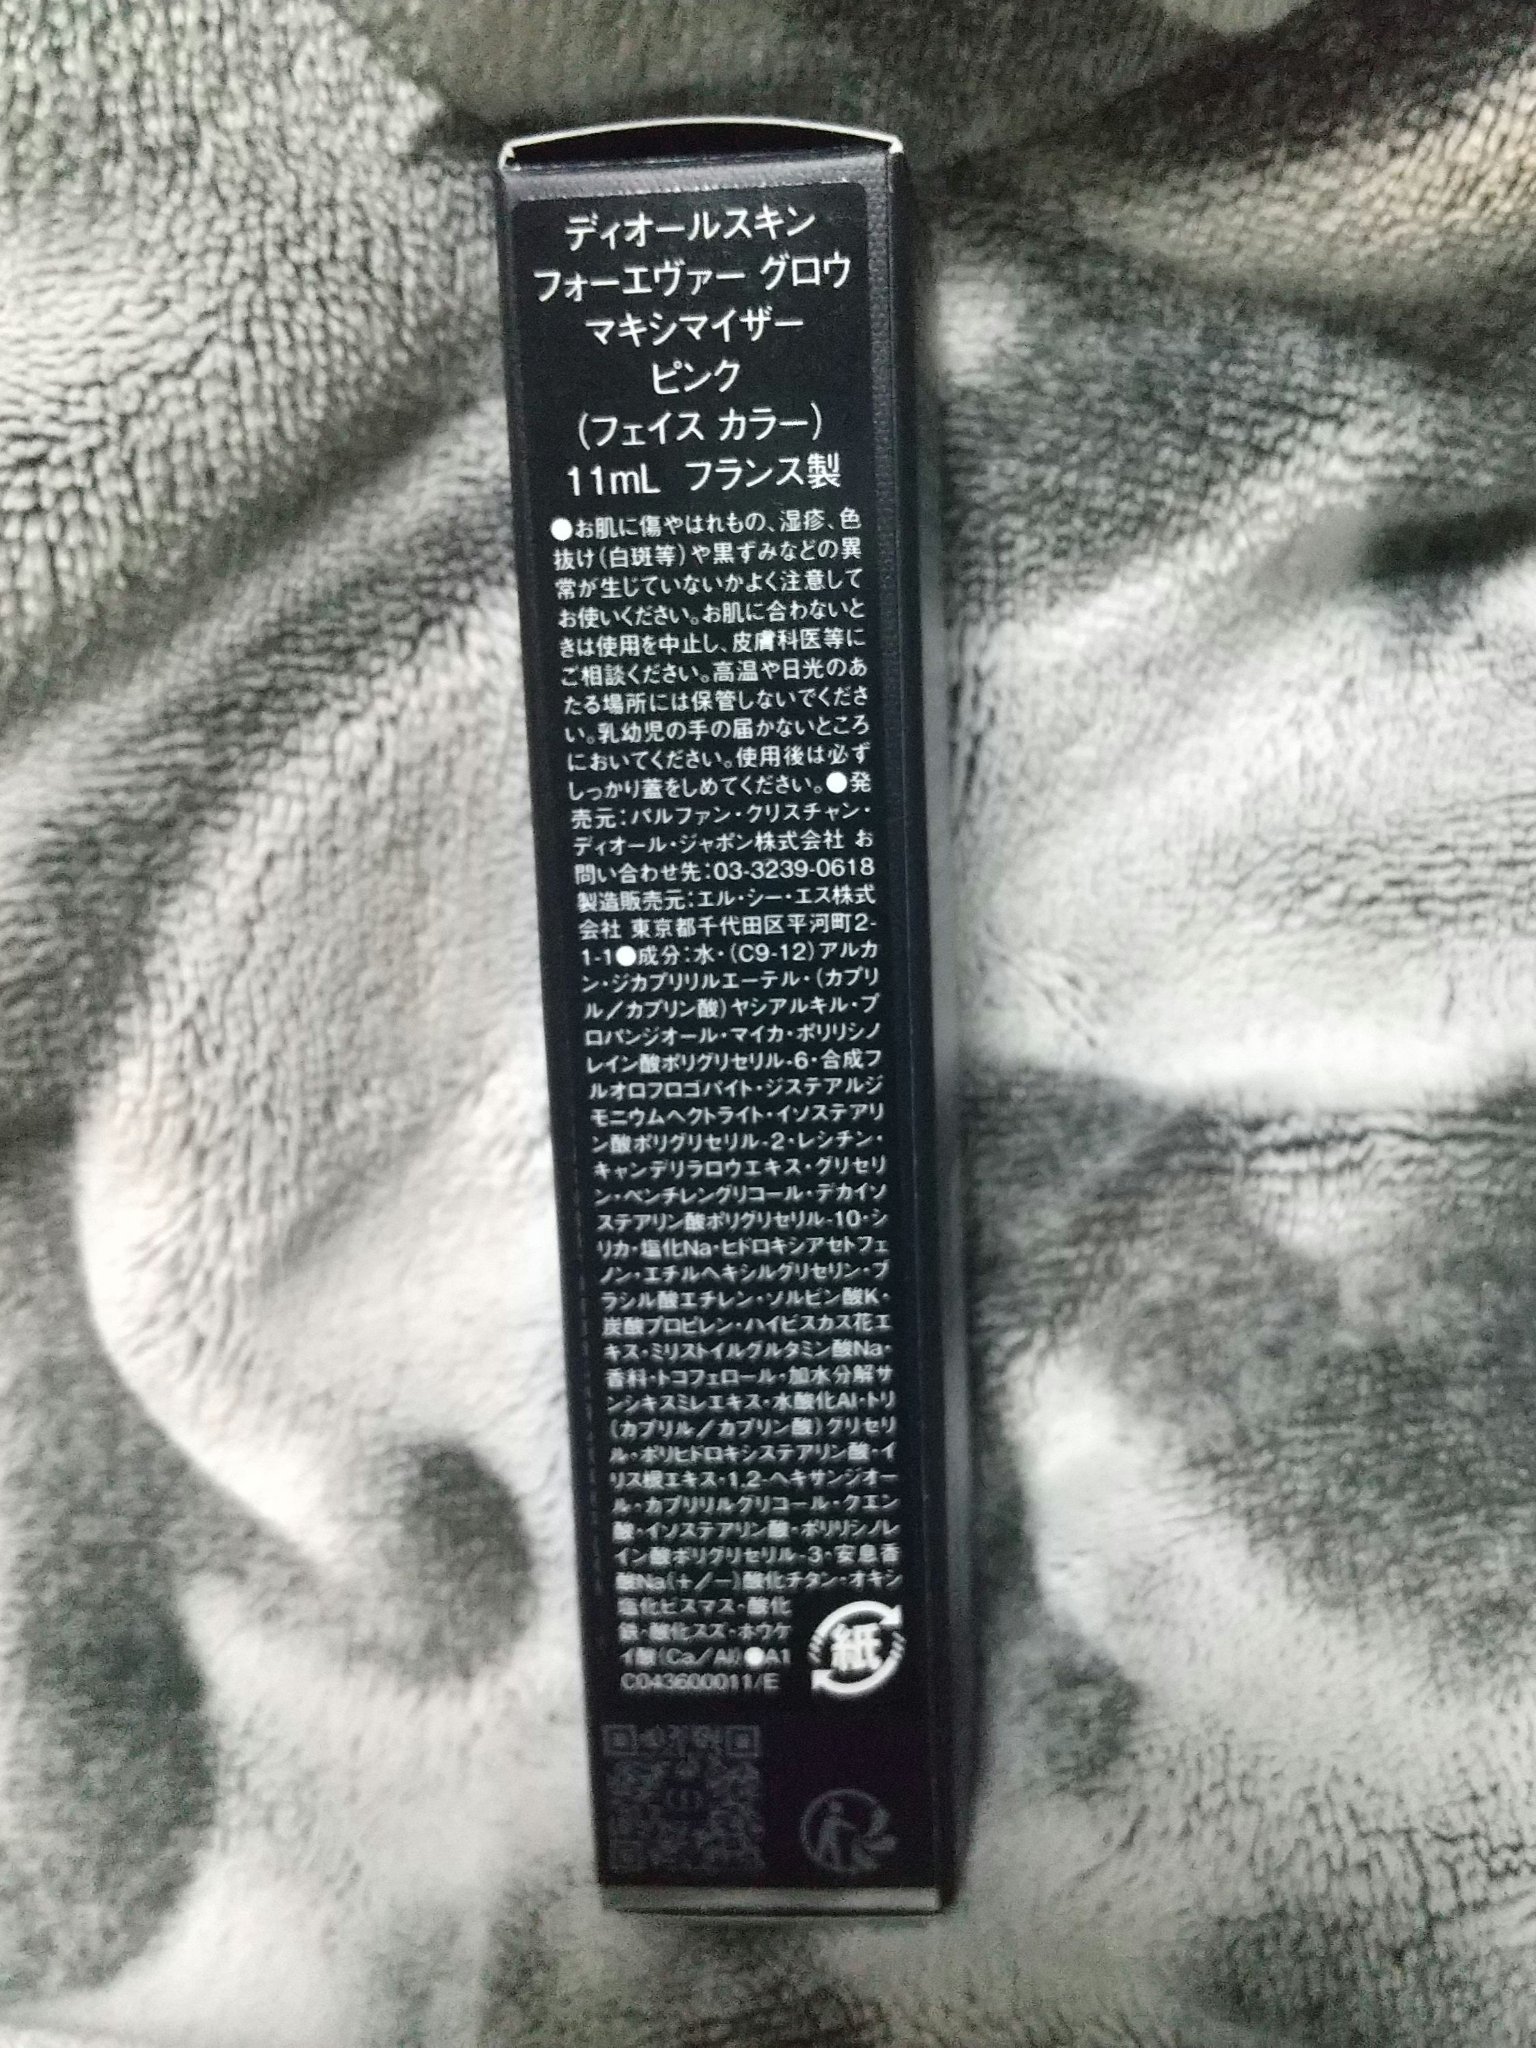 ディオールスキン
フォーエヴァー グロウ
マキシマイザー
ピンク
(フェイス カラー)
11mL フランス製
●お肌に傷やはれもの、湿疹、色
抜け(白斑等)や黒ずみなどの異
常が生じていないかよく注意して
お使いください。お肌に合わないと
きは使用を中止し、皮膚科医等に
ご相談ください。高温や日光のあ
たる場所には保管しないでくださ
い。乳幼児の手の届かないところ
においてください。使用後は必ず
しっかり蓋をしめてください。●発
売元:パルファン・クリスチャン・
ディオール・ジャポン株式会社 お
問い合わせ先:03-3239-0618
製造販売元:エル・シー・エス株式
会社 東京都千代田区平河町2-
1-1●成分:水・(C9-12)アルカ
ン・ジカプリリルエーテル・(カプリ
ル/カプリン酸)ヤシアルキル・プ
ロパンジオール・マイカ・ポリリシノ
レイン酸ポリグリセリル-6・合成フ
ルオロフロゴパイト・ジステアルジ
モニウムヘクトライト・イソステアリ
ン酸ポリグリセリル-2・レシチン・
キャンデリラロウエキス・グリセリ
ン・ペンチレングリコール・デカイソ
ステアリン酸ポリグリセリル-10・シ
リカ・塩化Na・ヒドロキシアセトフェ
ノン・エチルヘキシルグリセリン・ブ
ラシル酸エチレン・ソルビン酸K・
炭酸プロピレン・ハイビスカス花エ
キス・ミリストイルグルタミン酸Na・
香料・トコフェロール・加水分解サ
ンシキスミレエキス・水酸化Al・トリ
(カプリル/カプリン酸)グリセリ
ル・ポリヒドロキシステアリン酸・イ
リス根エキス・1,2-ヘキサンジオー
ル・カプリリルグリコール・クエン
酸・イソステアリン酸・ポリリシノレ
イン酸ポリグリセリル-3・安息香
酸Na(+/-)酸化チタン・オキシ
塩化ビスマス・酸化
鉄・酸化スズ・ホウケ
イ酸(Ca/Al)●A1
C043600011/E
紙